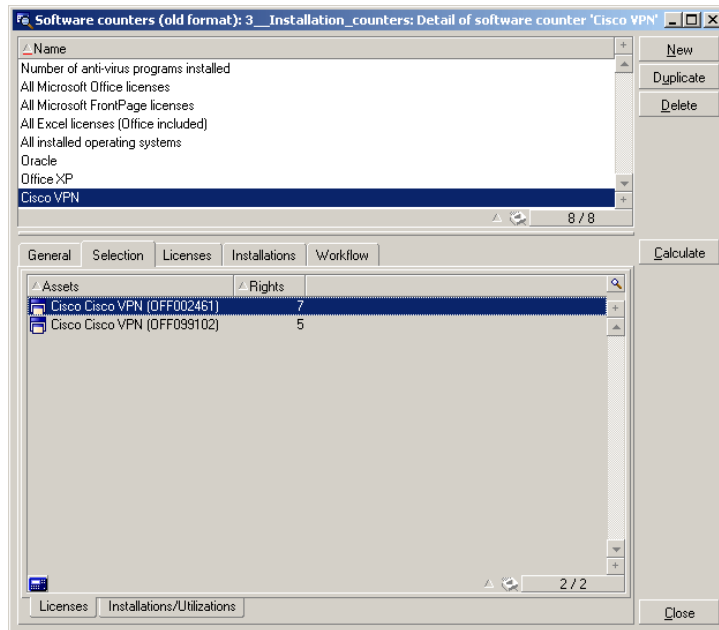 Software counters (old format): 3__Installation_counters: Detail of software counter 'Cisco VPN'
Name
New
Number of anti-virus programs installed
Duplicate
All Microsoft Office licenses
All Microsoft FrontPage licenses
Delete
All Excel licenses (Office included)
All installed operating systems
Oracle
Office XP
Cisco VPN
8 / 8
General Selection Licenses Installations Workflow
Calculate
Assets Rights
Cisco Cisco VPN (OFF002461) 7
Cisco Cisco VPN (OFF099102) 5
2 / 2
Licenses Installations/Utilizations
Close